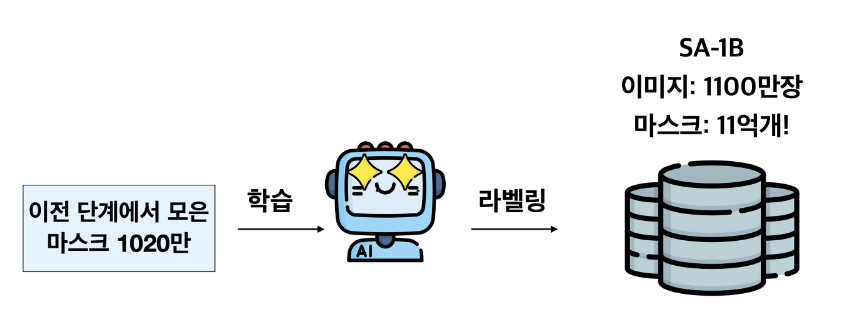 SA-1B
이미지: 1100만장
마스크: 11억개!
이전 단계에서 모은
마스크 1020만
학습
라벨링
AI